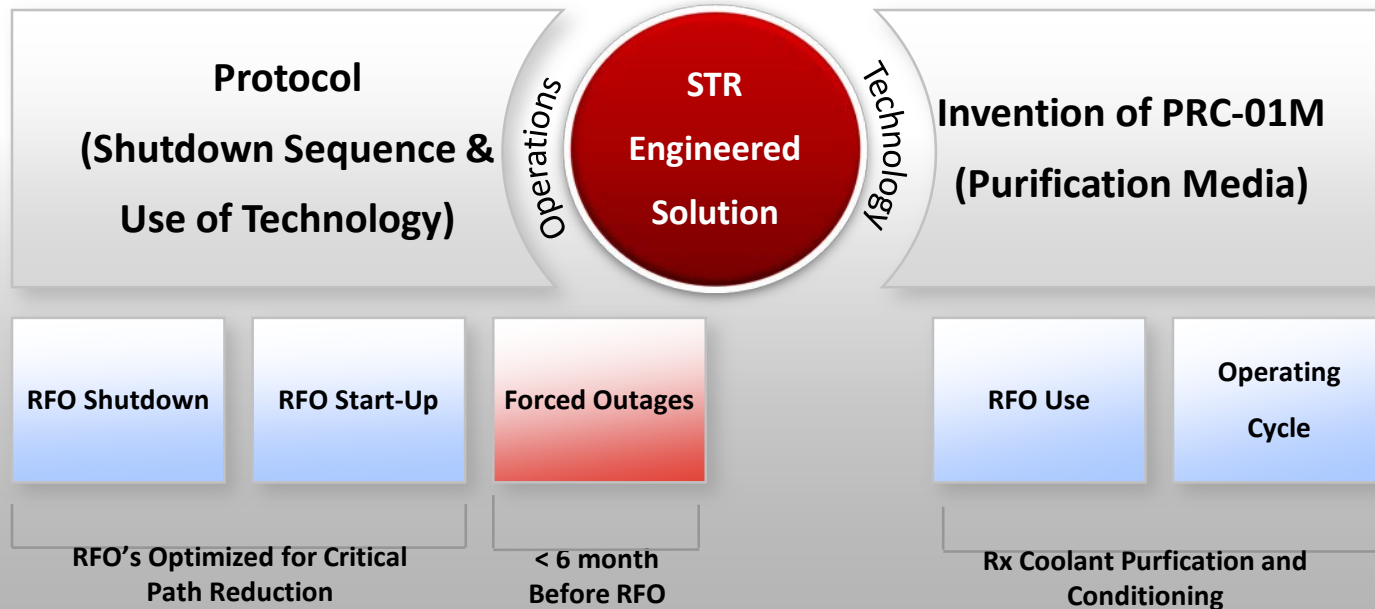 Protocol
(Shutdown Sequence &
Use of Technology)
Operations
STR
Engineered
Solution
Technology
Invention of PRC-01M
(Purification Media)
RFO Shutdown
RFO Start-Up
Forced Outages
RFO Use
Operating
Cycle
RFO's Optimized for Critical
Path Reduction
< 6 month
Before RFO
Rx Coolant Purfication and
Conditioning